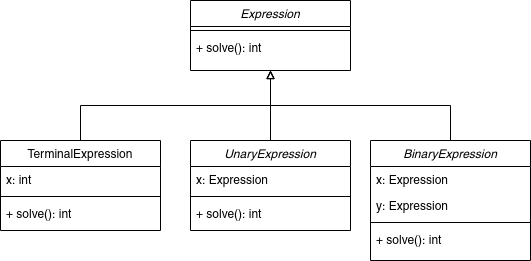 Expression
+ solve(): int
TerminalExpression
x: int
+ solve(): int
UnaryExpression
x: Expression
+ solve(): int
BinaryExpression
x: Expression
y: Expression
+ solve(): int